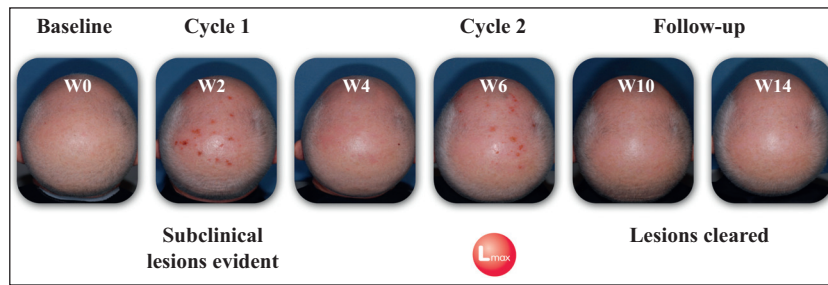 Baseline
Cycle 1
Cycle 2
Follow-up
W0
W2
W4
W6
W10
W14
Subclinical
lesions evident
Lmax
Lesions cleared